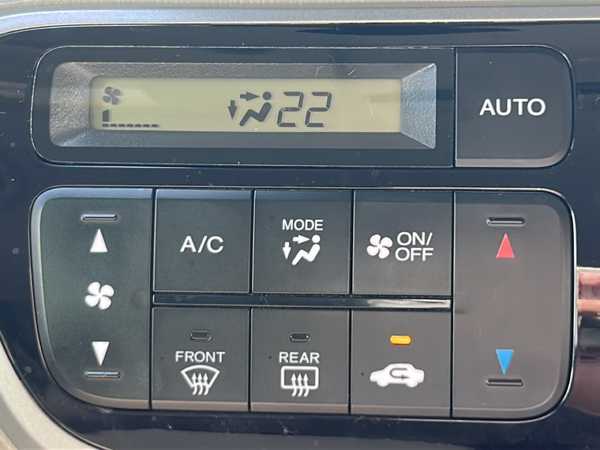 22
AUTO
A/C
MODE
ON/
OFF
FRONT
REAR